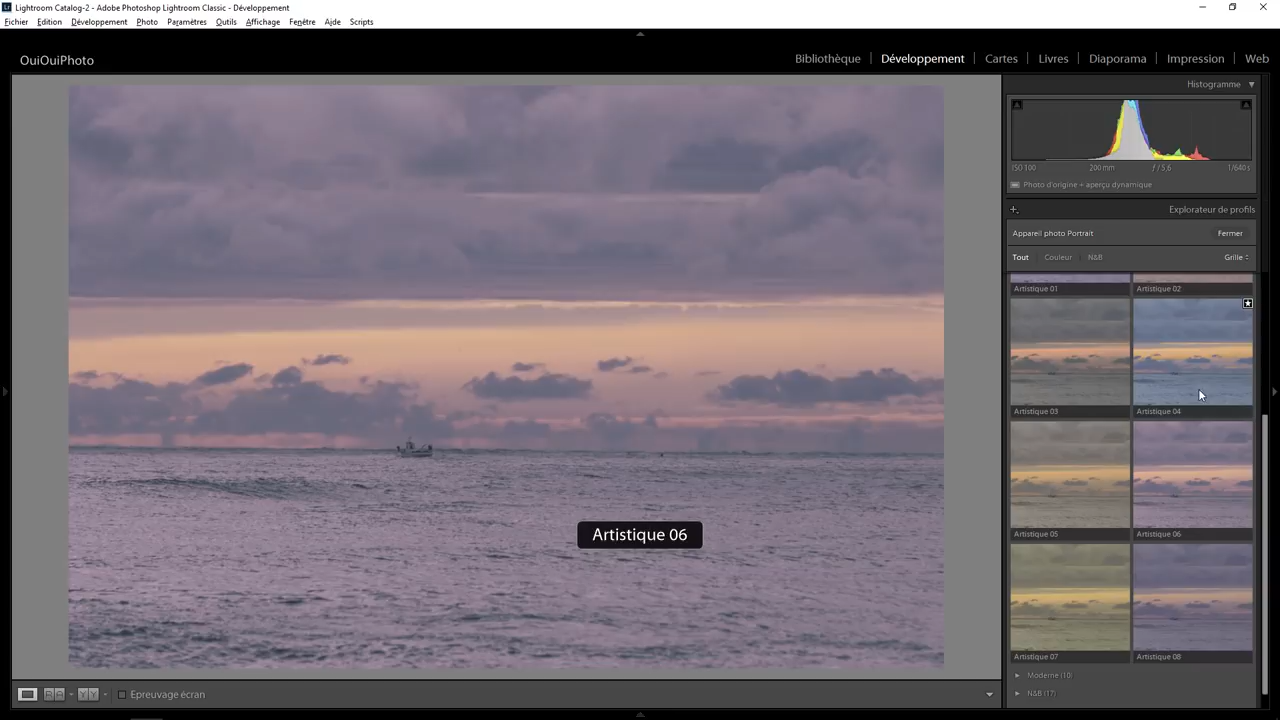 Lightroom Catalog-2 - Adobe Photoshop Lightroom Classic - Développement
Fichier Edition Développement Photo Paramètres Outils Affichage Fenêtre Aide Scripts
OuiOuiPhoto
Bibliothèque | Développement | Cartes | Livres | Diaporama | Impression | Web
Histogramme
ISO 100 200 mm ƒ / 5,6 1/640 s
Photo d'origine + aperçu dynamique
Explorateur de profils
Appareil photo Portrait Fermer
Tout Couleur N&B Grille
Artistique 01 Artistique 02
Artistique 03 Artistique 04
Artistique 05 Artistique 06
Artistique 07 Artistique 08
Moderne (10)
N&B (17)
Artistique 06
Epreuvage écran